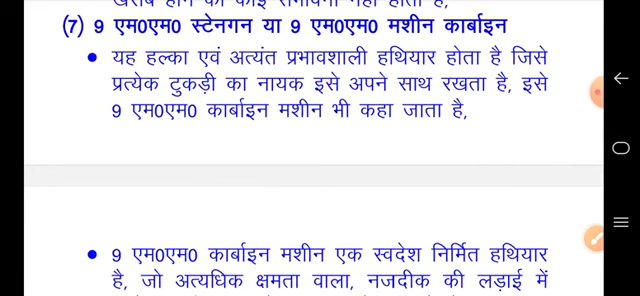 (7) 9 एम0एम0 स्टेनगन या 9 एम0एम0 मशीन कार्बाइन
• यह हल्का एवं अत्यंत प्रभावशाली हथियार होता है जिसे
प्रत्येक टुकड़ी का नायक इसे अपने साथ रखता है, इसे
9 एम0एम0 कार्बाइन मशीन भी कहा जाता है,
• 9 एम0एम0 कार्बाइन मशीन एक स्वदेश निर्मित हथियार
है, जो अत्यधिक क्षमता वाला, नजदीक की लड़ाई में